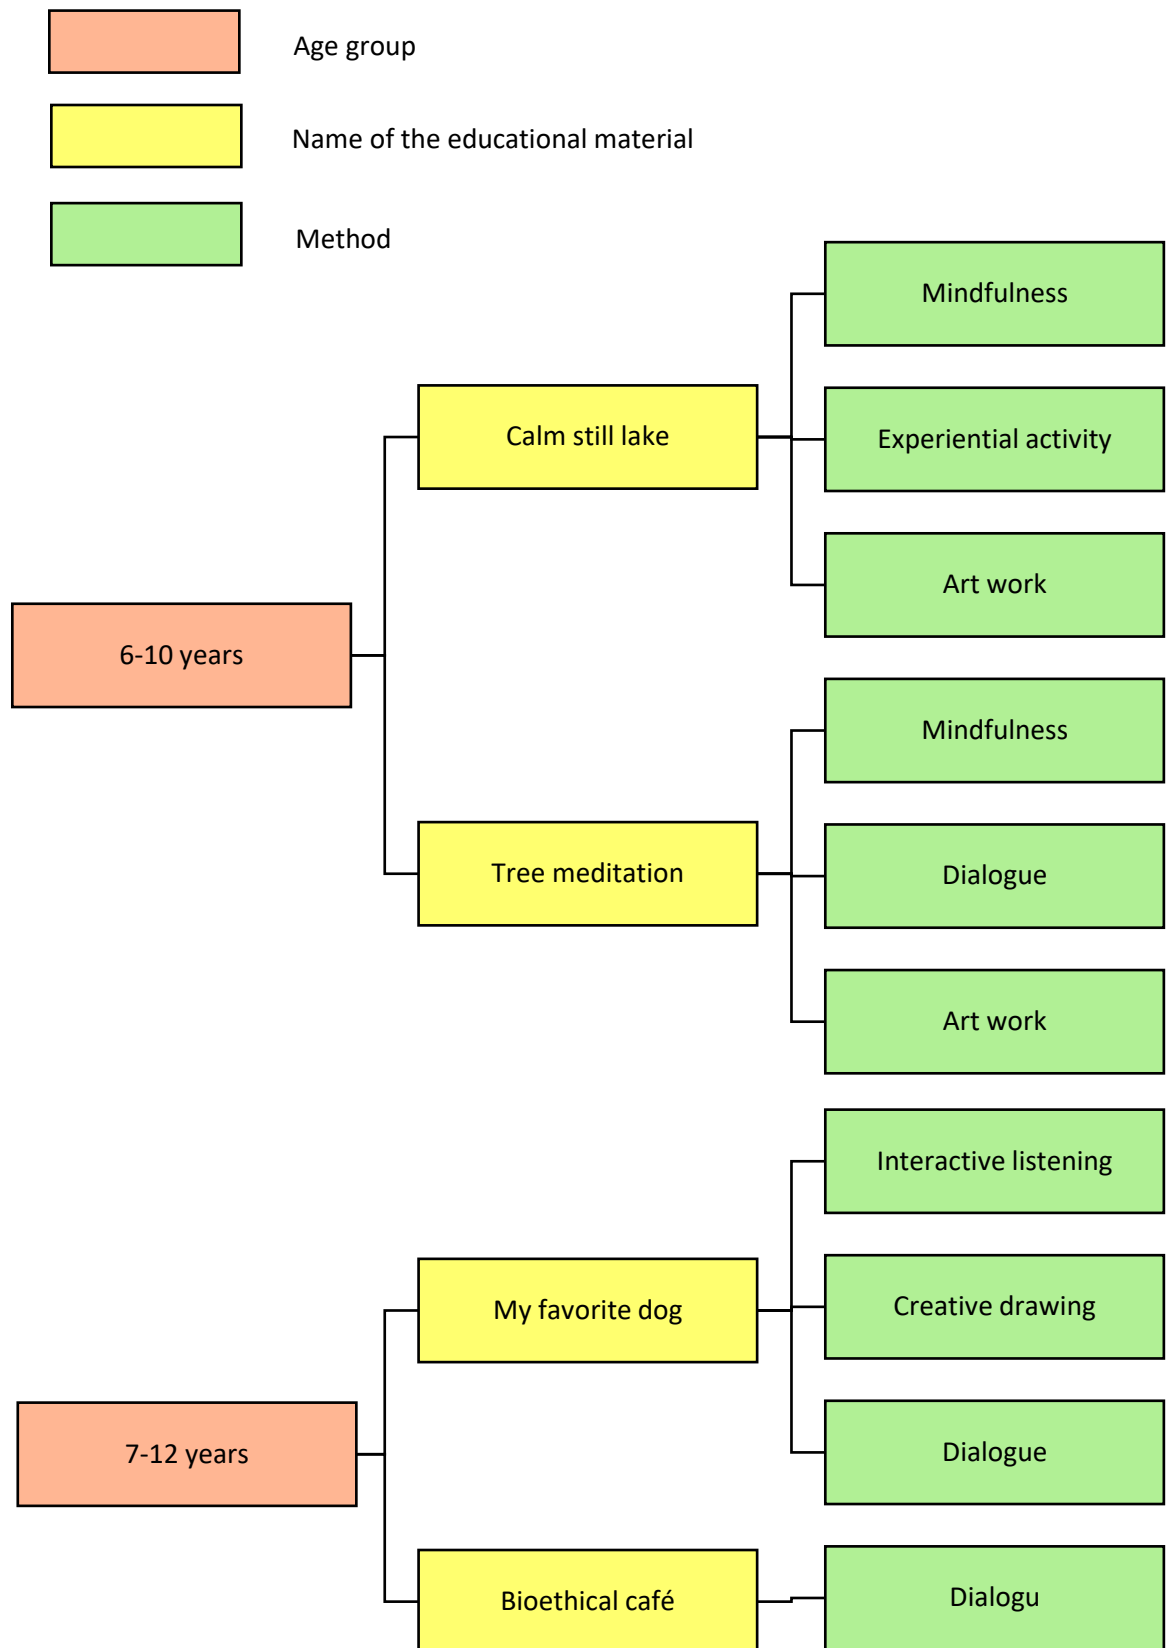 Age group
Name of the educational material
Method
Mindfulness
Calm still lake
Experiential activity
Art work
6-10 years
Mindfulness
Tree meditation
Dialogue
Art work
Interactive listening
My favorite dog
Creative drawing
7-12 years
Dialogue
Bioethical café
Dialogu